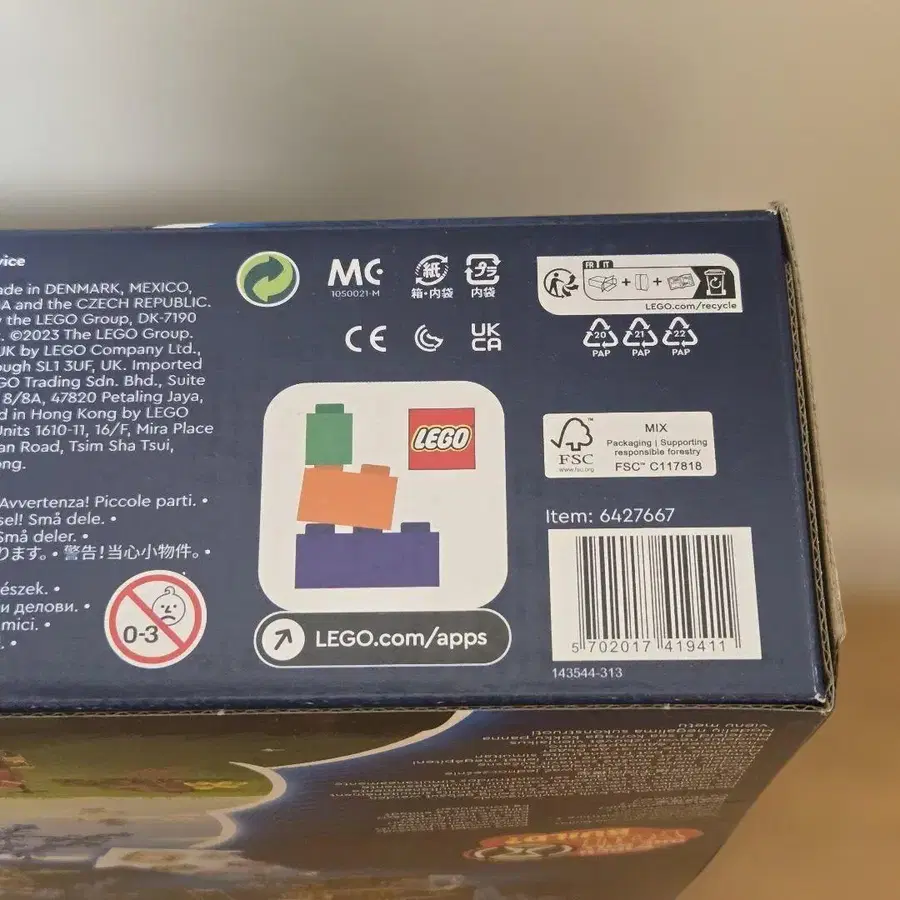 vice
ade in DENMARK, MEXICO,
A and the CZECH REPUBLIC.
y the LEGO Group, DK-7190
. ©2023 The LEGO Group.
UK by LEGO Company Ltd.,
ough SL1 3UF, UK. Imported
GO Trading Sdn. Bhd., Suite
8/8A, 47820 Petaling Jaya,
d in Hong Kong by LEGO
Units 1610-11, 16/F, Mira Place
an Road, Tsim Sha Tsui,
ong.
Avvertenza! Piccole parti. •
sel! Små dele. •
Små deler. •
ります。 • 警告!当心小物件。 •
észek. •
и делови. •
mici. •
0-3
MC
1050021-M
紙
箱・内袋
プラ
内袋
CE
UK
CA
LEGO
LEGO.com/apps
FR IT
LEGO.com/recycle
20
PAP
21
PAP
22
PAP
FSC
www.fsc.org
MIX
Packaging | Supporting
responsible forestry
FSC™ C117818
Item: 6427667
5 702017 419411
143544-313